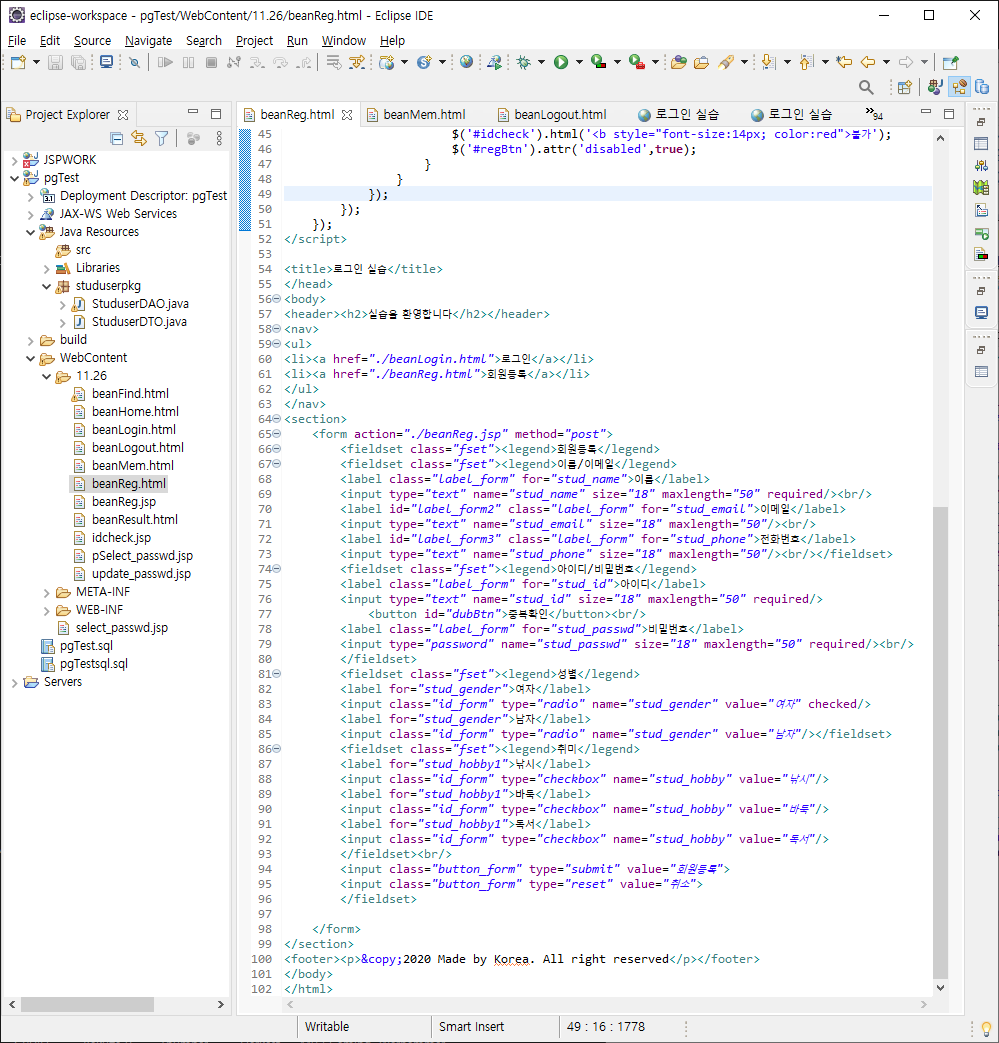 eclipse-workspace - pgTest/WebContent/11.26/beanReg.html - Eclipse IDE
File Edit Source Navigate Search Project Run Window Help
Project Explorer
JSPWORK
pgTest
Deployment Descriptor: pgTest
JAX-WS Web Services
Java Resources
src
Libraries
studuserpkg
StuduserDAO.java
StuduserDTO.java
build
WebContent
11.26
beanFind.html
beanHome.html
beanLogin.html
beanLogout.html
beanMem.html
beanReg.html
beanReg.jsp
beanResult.html
idcheck.jsp
pSelect_passwd.jsp
update_passwd.jsp
META-INF
WEB-INF
select_passwd.jsp
pgTest.sql
pgTestsql.sql
Servers
beanReg.html beanMem.html beanLogout.html 로그인 실습 로그인 실습 94
45 $('#idcheck').html('<b style="font-size:14px; color:red">불가');
46 $('#regBtn').attr('disabled',true);
47 }
48 }
49 });
50 });
51 });
52 </script>
53
54 <title>로그인 실습</title>
55 </head>
56 <body>
57 <header><h2>실습을 환영합니다</h2></header>
58 <nav>
59 <ul>
60 <li><a href="./beanLogin.html">로그인</a></li>
61 <li><a href="./beanReg.html">회원등록</a></li>
62 </ul>
63 </nav>
64 <section>
65 <form action="./beanReg.jsp" method="post">
66 <fieldset class="fset"><legend>회원등록</legend>
67 <fieldset class="fset"><legend>이름/이메일</legend>
68 <label class="label_form" for="stud_name">이름</label>
69 <input type="text" name="stud_name" size="18" maxlength="50" required/><br/>
70 <label id="label_form2" class="label_form" for="stud_email">이메일</label>
71 <input type="text" name="stud_email" size="18" maxlength="50"/><br/>
72 <label id="label_form3" class="label_form" for="stud_phone">전화번호</label>
73 <input type="text" name="stud_phone" size="18" maxlength="50"/><br/></fieldset>
74 <fieldset class="fset"><legend>아이디/비밀번호</legend>
75 <label class="label_form" for="stud_id">아이디</label>
76 <input type="text" name="stud_id" size="18" maxlength="50" required/>
77 <button id="dubBtn">중복확인</button><br/>
78 <label class="label_form" for="stud_passwd">비밀번호</label>
79 <input type="password" name="stud_passwd" size="18" maxlength="50" required/><br/>
80 </fieldset>
81 <fieldset class="fset"><legend>성별</legend>
82 <label for="stud_gender">여자</label>
83 <input class="id_form" type="radio" name="stud_gender" value="여자" checked/>
84 <label for="stud_gender">남자</label>
85 <input class="id_form" type="radio" name="stud_gender" value="남자"/></fieldset>
86 <fieldset class="fset"><legend>취미</legend>
87 <label for="stud_hobby1">낚시</label>
88 <input class="id_form" type="checkbox" name="stud_hobby" value="낚시"/>
89 <label for="stud_hobby1">바둑</label>
90 <input class="id_form" type="checkbox" name="stud_hobby" value="바둑"/>
91 <label for="stud_hobby1">독서</label>
92 <input class="id_form" type="checkbox" name="stud_hobby" value="독서"/>
93 </fieldset><br/>
94 <input class="button_form" type="submit" value="회원등록">
95 <input class="button_form" type="reset" value="취소">
96 </fieldset>
97
98 </form>
99 </section>
100 <footer><p>&copy;2020 Made by Korea. All right reserved</p></footer>
101 </body>
102 </html>
Writable Smart Insert 49 : 16 : 1778